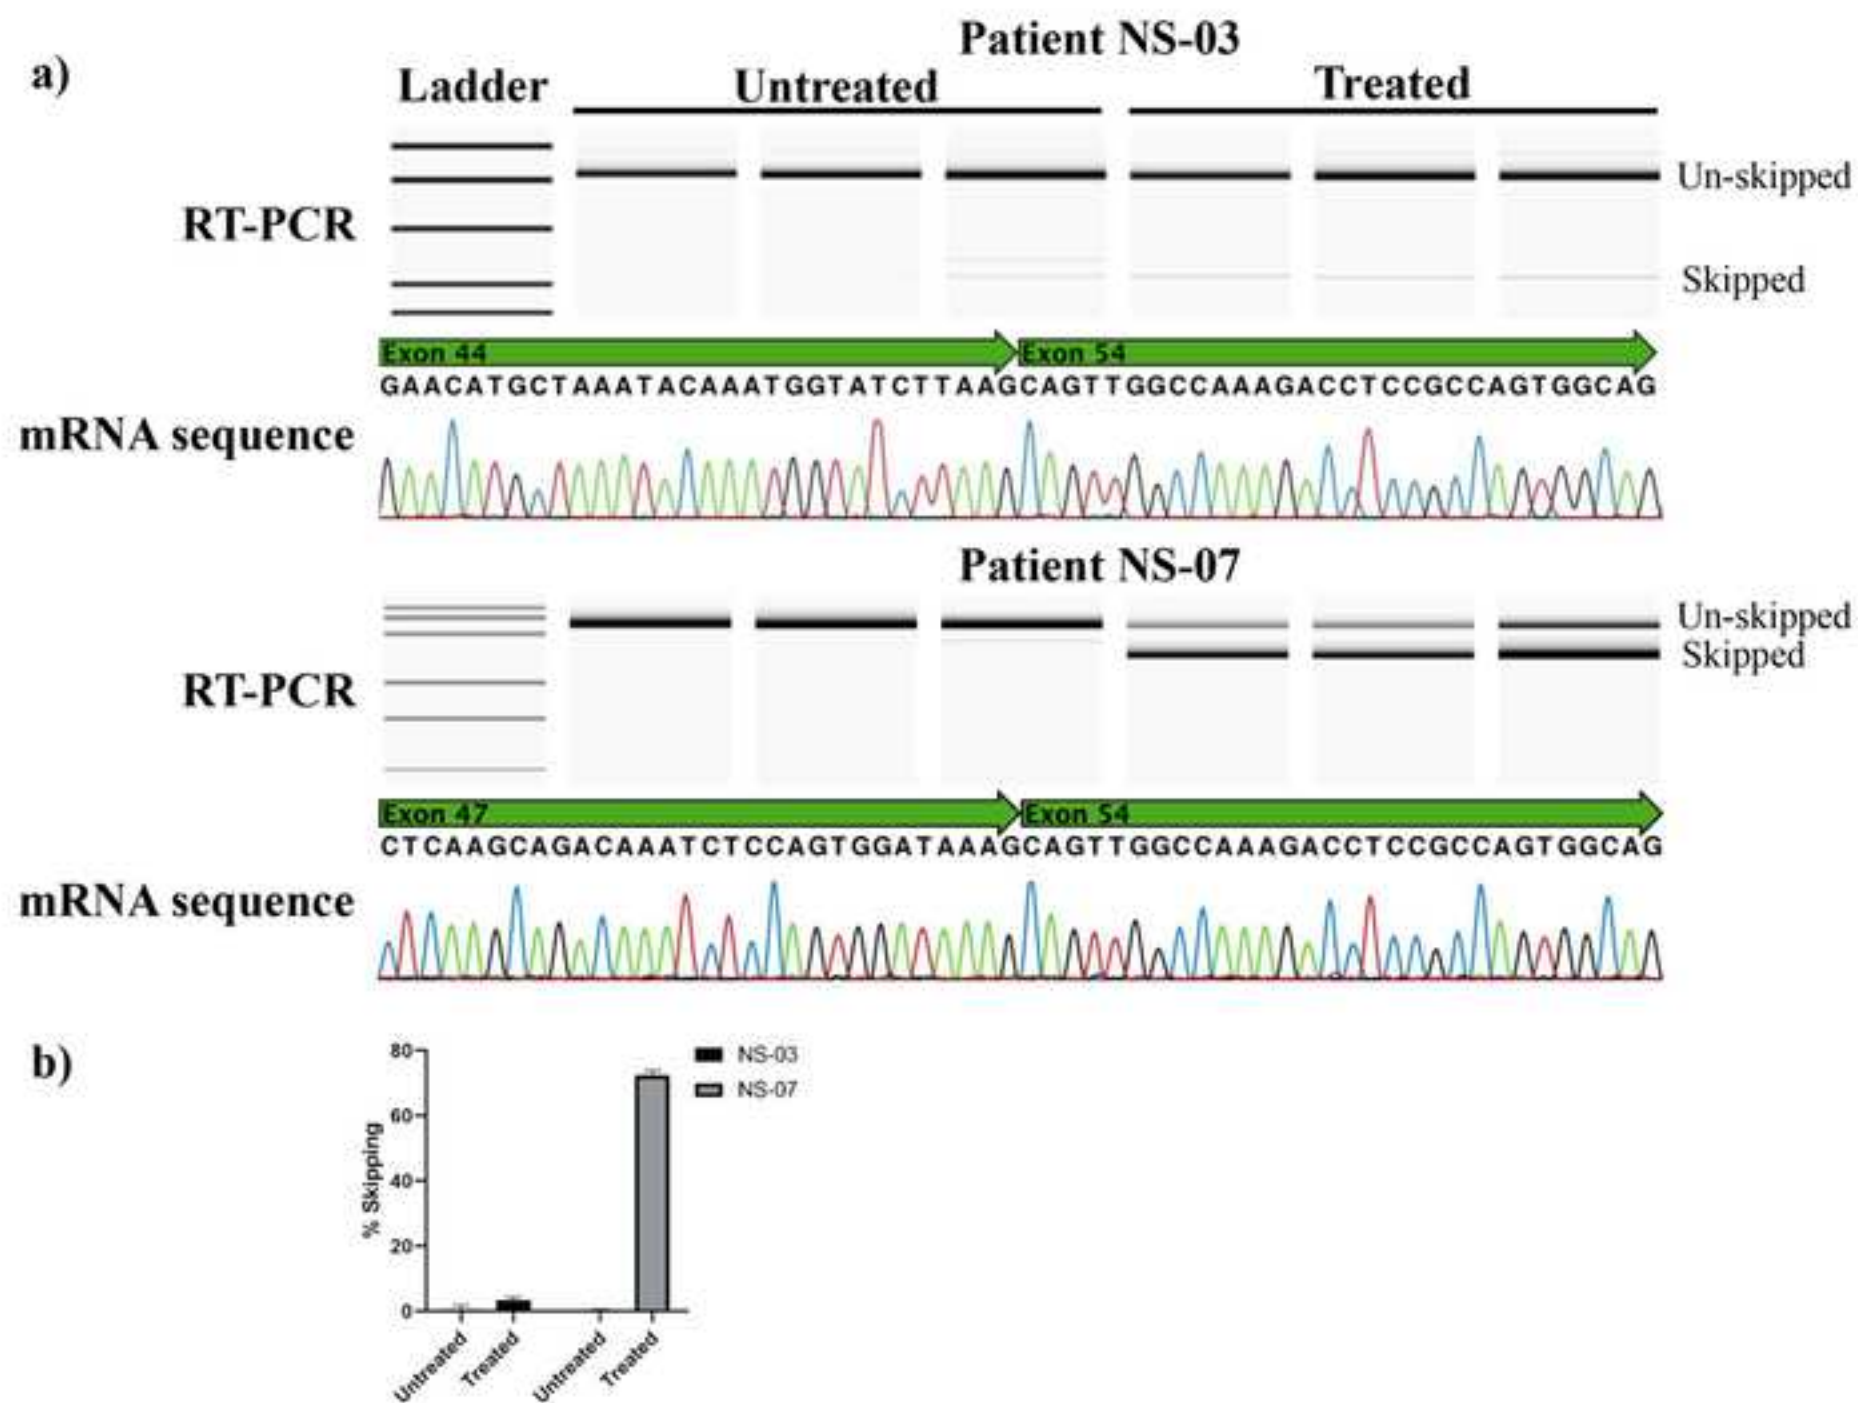 a)
Patient NS-03
Ladder Untreated Treated
RT-PCR
Un-skipped
Skipped
Exon 44 Exon 54
GAACATGCTAAATACAAATGGTATCTTAAGCAGTTGGCCAAAGACCTCCGCCAGTGGCAG
mRNA sequence
Patient NS-07
RT-PCR
Un-skipped
Skipped
Exon 47 Exon 54
CTCAAGCAGACAAATCTCCAGTGGATAAAGCAGTTGGCCAAAGACCTCCGCCAGTGGCAG
mRNA sequence
b)
% Skipping
80
60
40
20
0
NS-03
NS-07
Untreated Treated Untreated Treated